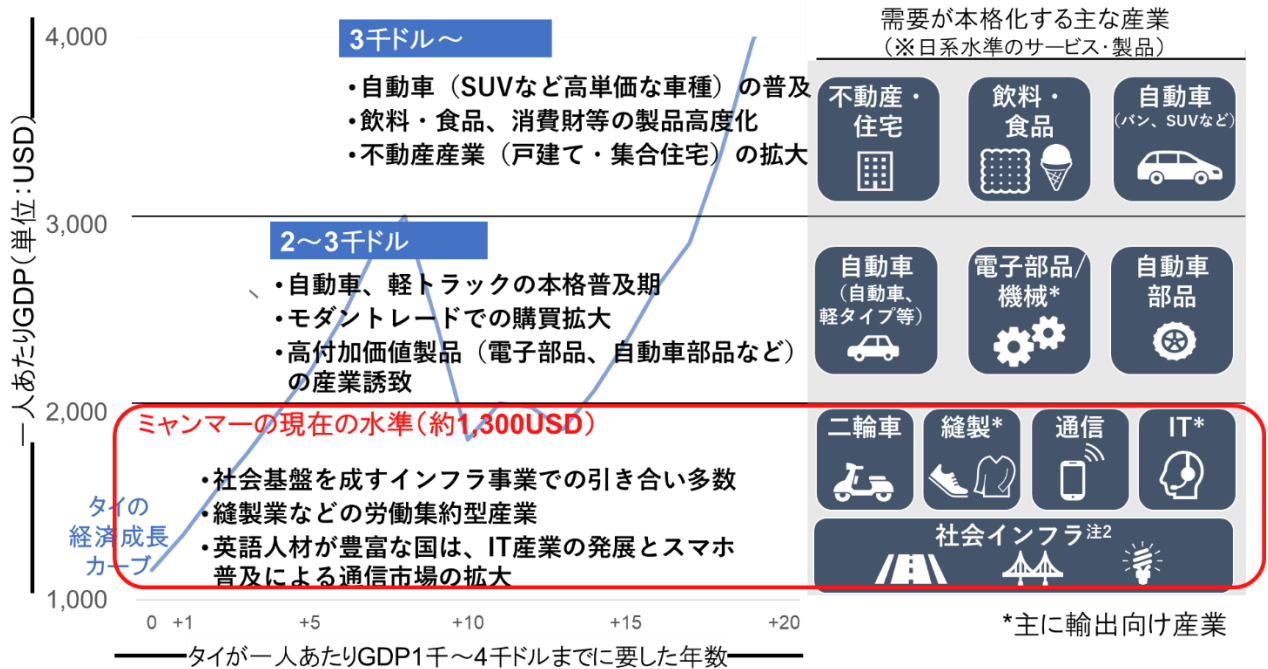 一人あたりGDP(単位:USD)
4,000
3,000
2,000
1,000
3千ドル～
・自動車（SUVなど高単価な車種）の普及
・飲料・食品、消費財等の製品高度化
・不動産産業（戸建て・集合住宅）の拡大
2～3千ドル
・自動車、軽トラックの本格普及期
・モダントレードでの購買拡大
・高付加価値製品（電子部品、自動車部品など）
の産業誘致
ミャンマーの現在の水準(約1,300USD)
・社会基盤を成すインフラ事業での引き合い多数
・縫製業などの労働集約型産業
・英語人材が豊富な国は、IT産業の発展とスマホ
普及による通信市場の拡大
タイの
経済成長
カーブ
0 +1 +5 +10 +15 +20
タイが一人あたりGDP1千～4千ドルまでに要した年数
需要が本格化する主な産業
(※日系水準のサービス・製品)
不動産・
住宅
飲料・
食品
自動車
(バン、SUVなど)
自動車
(自動車、
軽タイプ等)
電子部品/
機械*
自動車
部品
二輪車
縫製*
通信
IT*
社会インフラ注2
*主に輸出向け産業